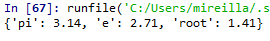 In [67]: runfile('C:/Users/mireilla/.s
{'pi': 3.14, 'e': 2.71, 'root': 1.41}